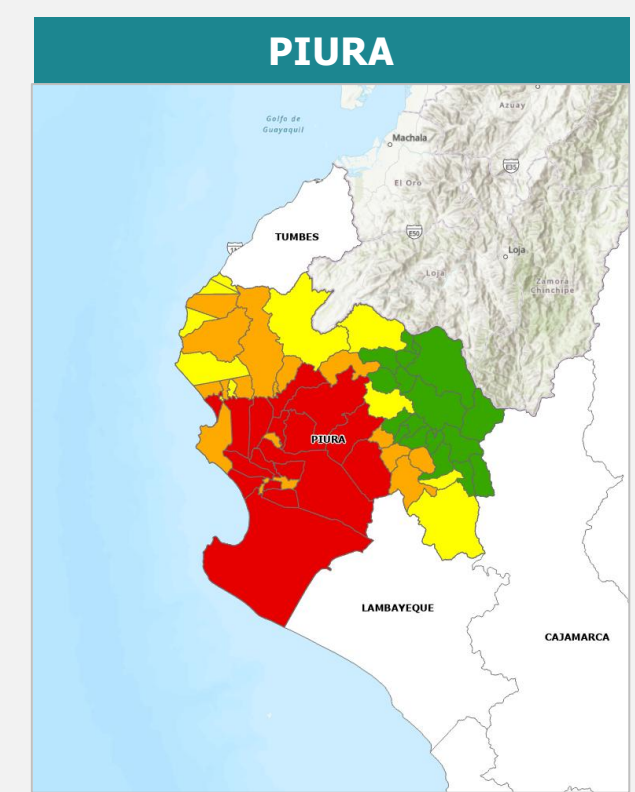 PIURA
Azuay
Golfo de
Guayaquil
Machala
E35
El Oro
E50
TUMBES
Loja
Loja
Zamora
Chinchipe
PIURA
LAMBAYEQUE
CAJAMARCA